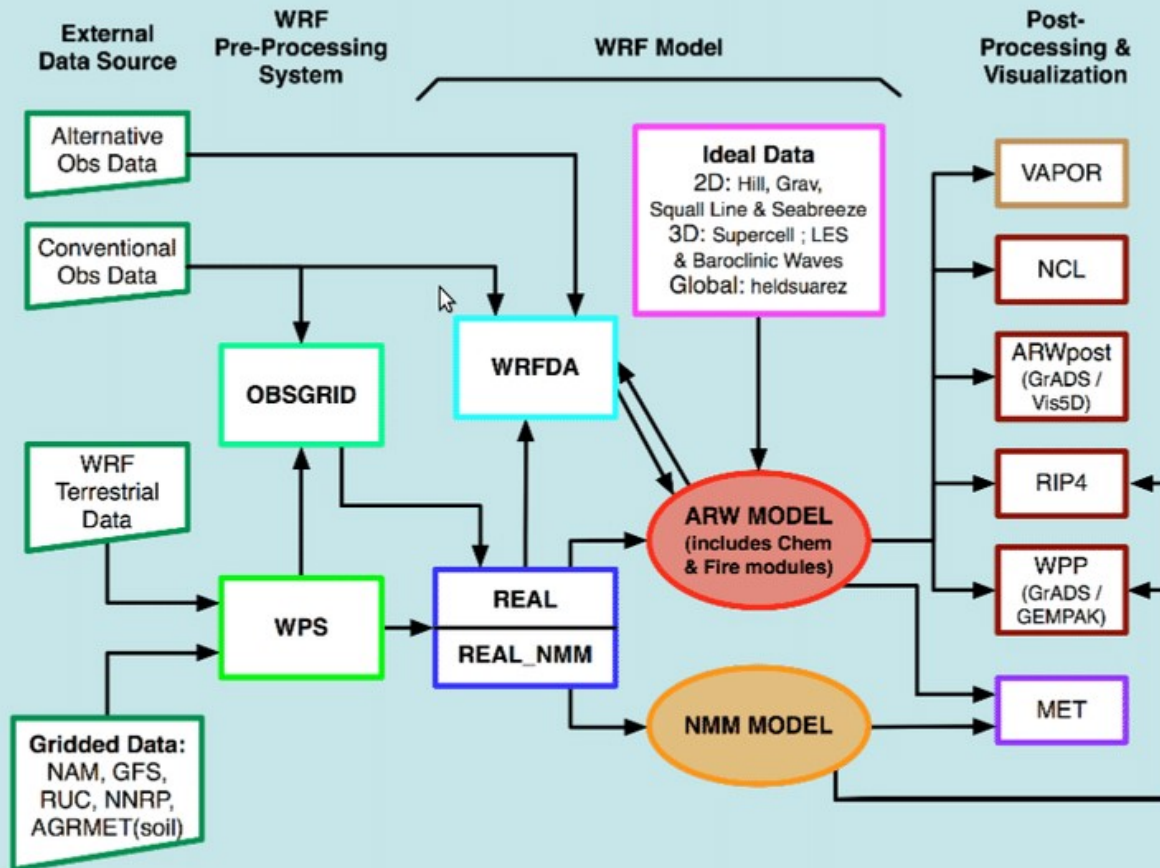 External
Data Source
WRF
Pre-Processing
System
WRF Model
Post-
Processing &
Visualization
Alternative
Obs Data
Conventional
Obs Data
WRF
Terrestrial
Data
Gridded Data:
NAM, GFS,
RUC, NNRP,
AGRMET(soil)
OBSGRID
WPS
WRFDA
REAL
REAL_NMM
Ideal Data
2D: Hill, Grav,
Squall Line & Seabreeze
3D: Supercell ; LES
& Baroclinic Waves
Global: heldsuarez
ARW MODEL
(includes Chem
& Fire modules)
NMM MODEL
VAPOR
NCL
ARWpost
(GrADS /
Vis5D)
RIP4
WPP
(GrADS /
GEMPAK)
MET